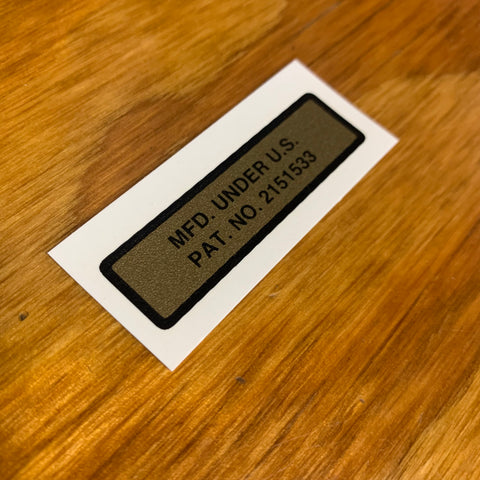 MFD. UNDER U.S.
PAT. NO. 2151533